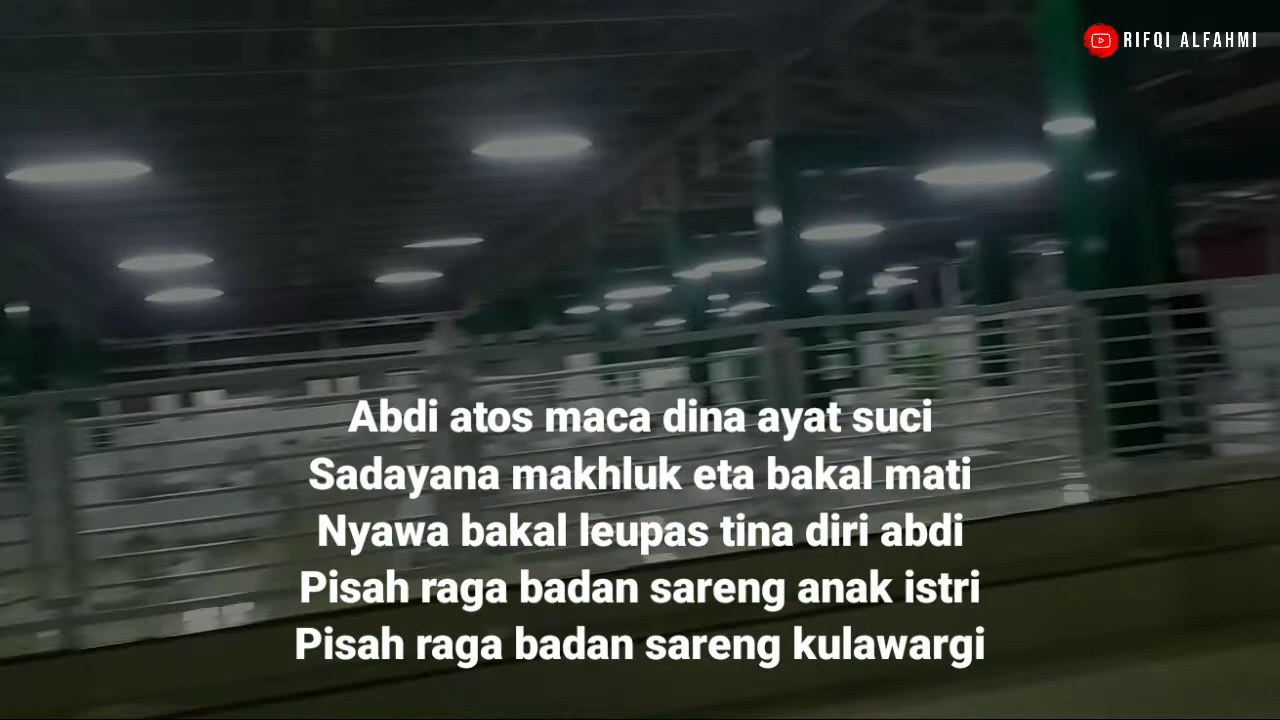 RIFQI ALFAHMI
Abdi atos maca dina ayat suci
Sadayana makhluk eta bakal mati
Nyawa bakal leupas tina diri abdi
Pisah raga badan sareng anak istri
Pisah raga badan sareng kulawargi